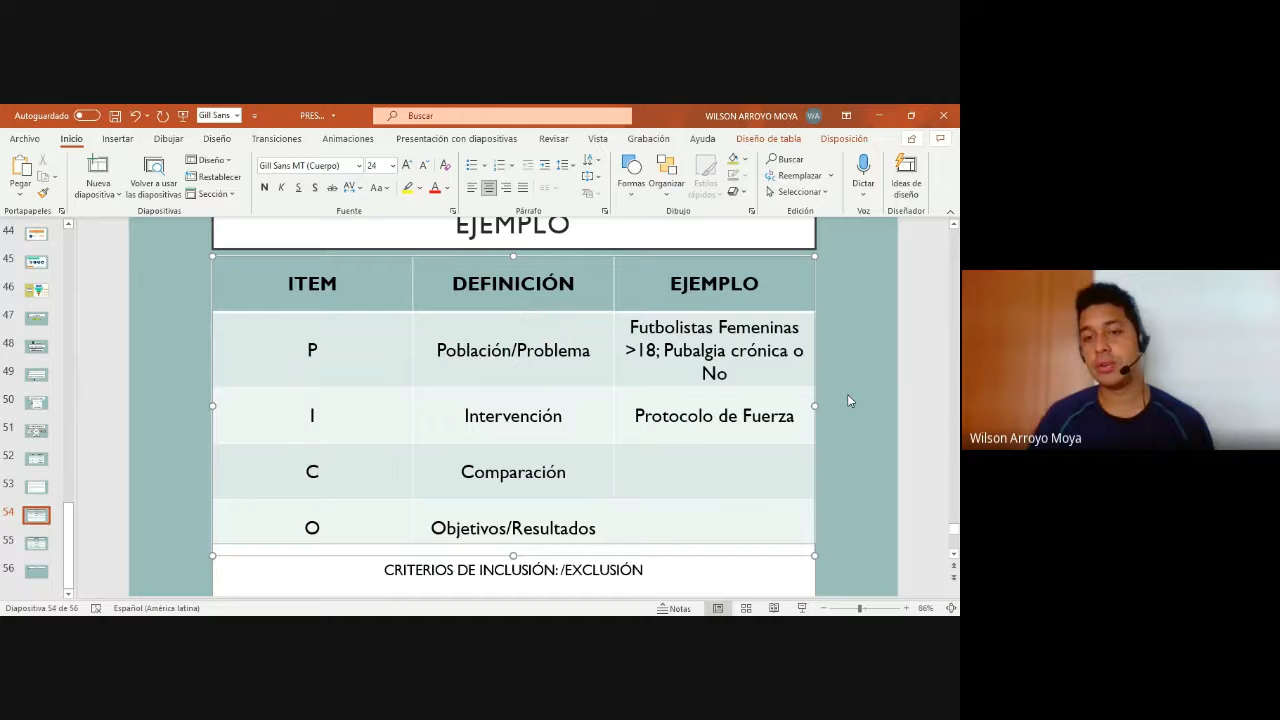 Autoguardado
Gill Sans
PRES...
Buscar
WILSON ARROYO MOYA
WA
Archivo
Inicio
Insertar
Dibujar
Diseño
Transiciones
Animaciones
Presentación con diapositivas
Revisar
Vista
Grabación
Ayuda
Diseño de tabla
Disposición
Pegar
Nueva
diapositiva
Volver a usar
las diapositivas
Diseño
Restablecer
Sección
Gill Sans MT (Cuerpo)
24
N K S S ab AV Aa A
Formas
Organizar
Estilos
rápidos
Buscar
Reemplazar
Seleccionar
Dictar
Ideas de
diseño
Portapapeles
Diapositivas
Fuente
Párrafo
Dibujo
Edición
Voz
Diseñador
44
45
46
47
48
49
50
51
52
53
54
55
56
EJEMPLO
ITEM DEFINICIÓN EJEMPLO
P Población/Problema Futbolistas Femeninas
>18; Pubalgia crónica o
No
I Intervención Protocolo de Fuerza
C Comparación
O Objetivos/Resultados
CRITERIOS DE INCLUSIÓN: /EXCLUSIÓN
Diapositiva 54 de 56
Español (América latina)
Notas
86%
Wilson Arroyo Moya